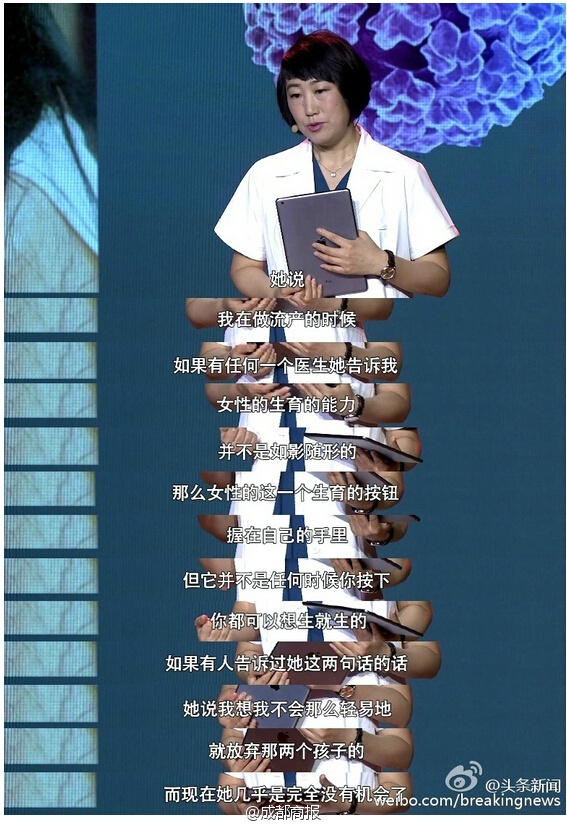 她说
我在做流产的时候
如果有任何一个医生她告诉我
女性的生育的能力
并不是如影随形的
那么女性的这一个生育的按钮
握在自己的手里
但它并不是任何时候你按下
你都可以想生就生的
如果有人告诉过她这两句话的话
她说我想我不会那么轻易地
就放弃那两个孩子的
而现在她几乎是完全没有机会了
@头条新闻
weibo.com/breakingnews
@成都商报